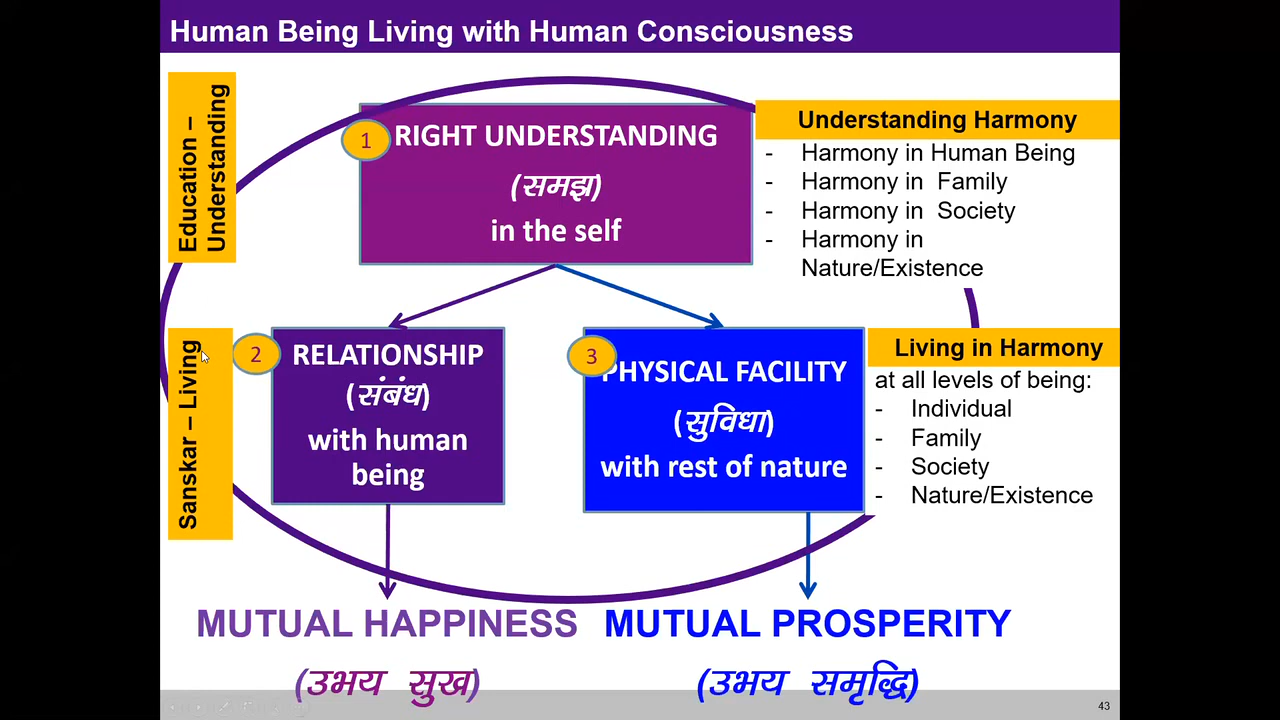 Human Being Living with Human Consciousness
Education –
Understanding
1
RIGHT UNDERSTANDING
(समझ)
in the self
Understanding Harmony
- Harmony in Human Being
- Harmony in Family
- Harmony in Society
- Harmony in
Nature/Existence
Sanskar – Living
2
RELATIONSHIP
(संबंध)
with human
being
3
PHYSICAL FACILITY
(सुविधा)
with rest of nature
Living in Harmony
at all levels of being:
- Individual
- Family
- Society
- Nature/Existence
MUTUAL HAPPINESS
(उभय सुख)
MUTUAL PROSPERITY
(उभय समृद्धि)
43